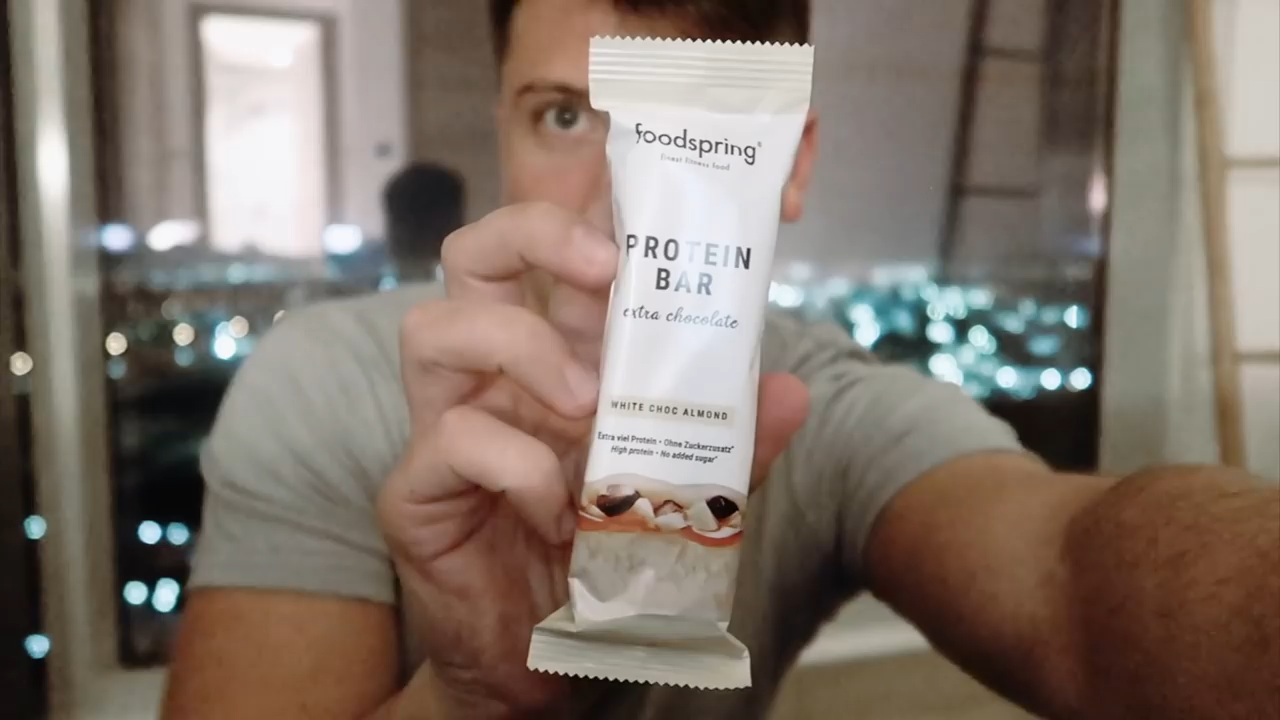 foodspring®
finest fitness food
PROTEIN
BAR
extra chocolate
WHITE CHOC ALMOND
Extra viel Protein • Ohne Zuckerzusatz*
High protein • No added sugar*